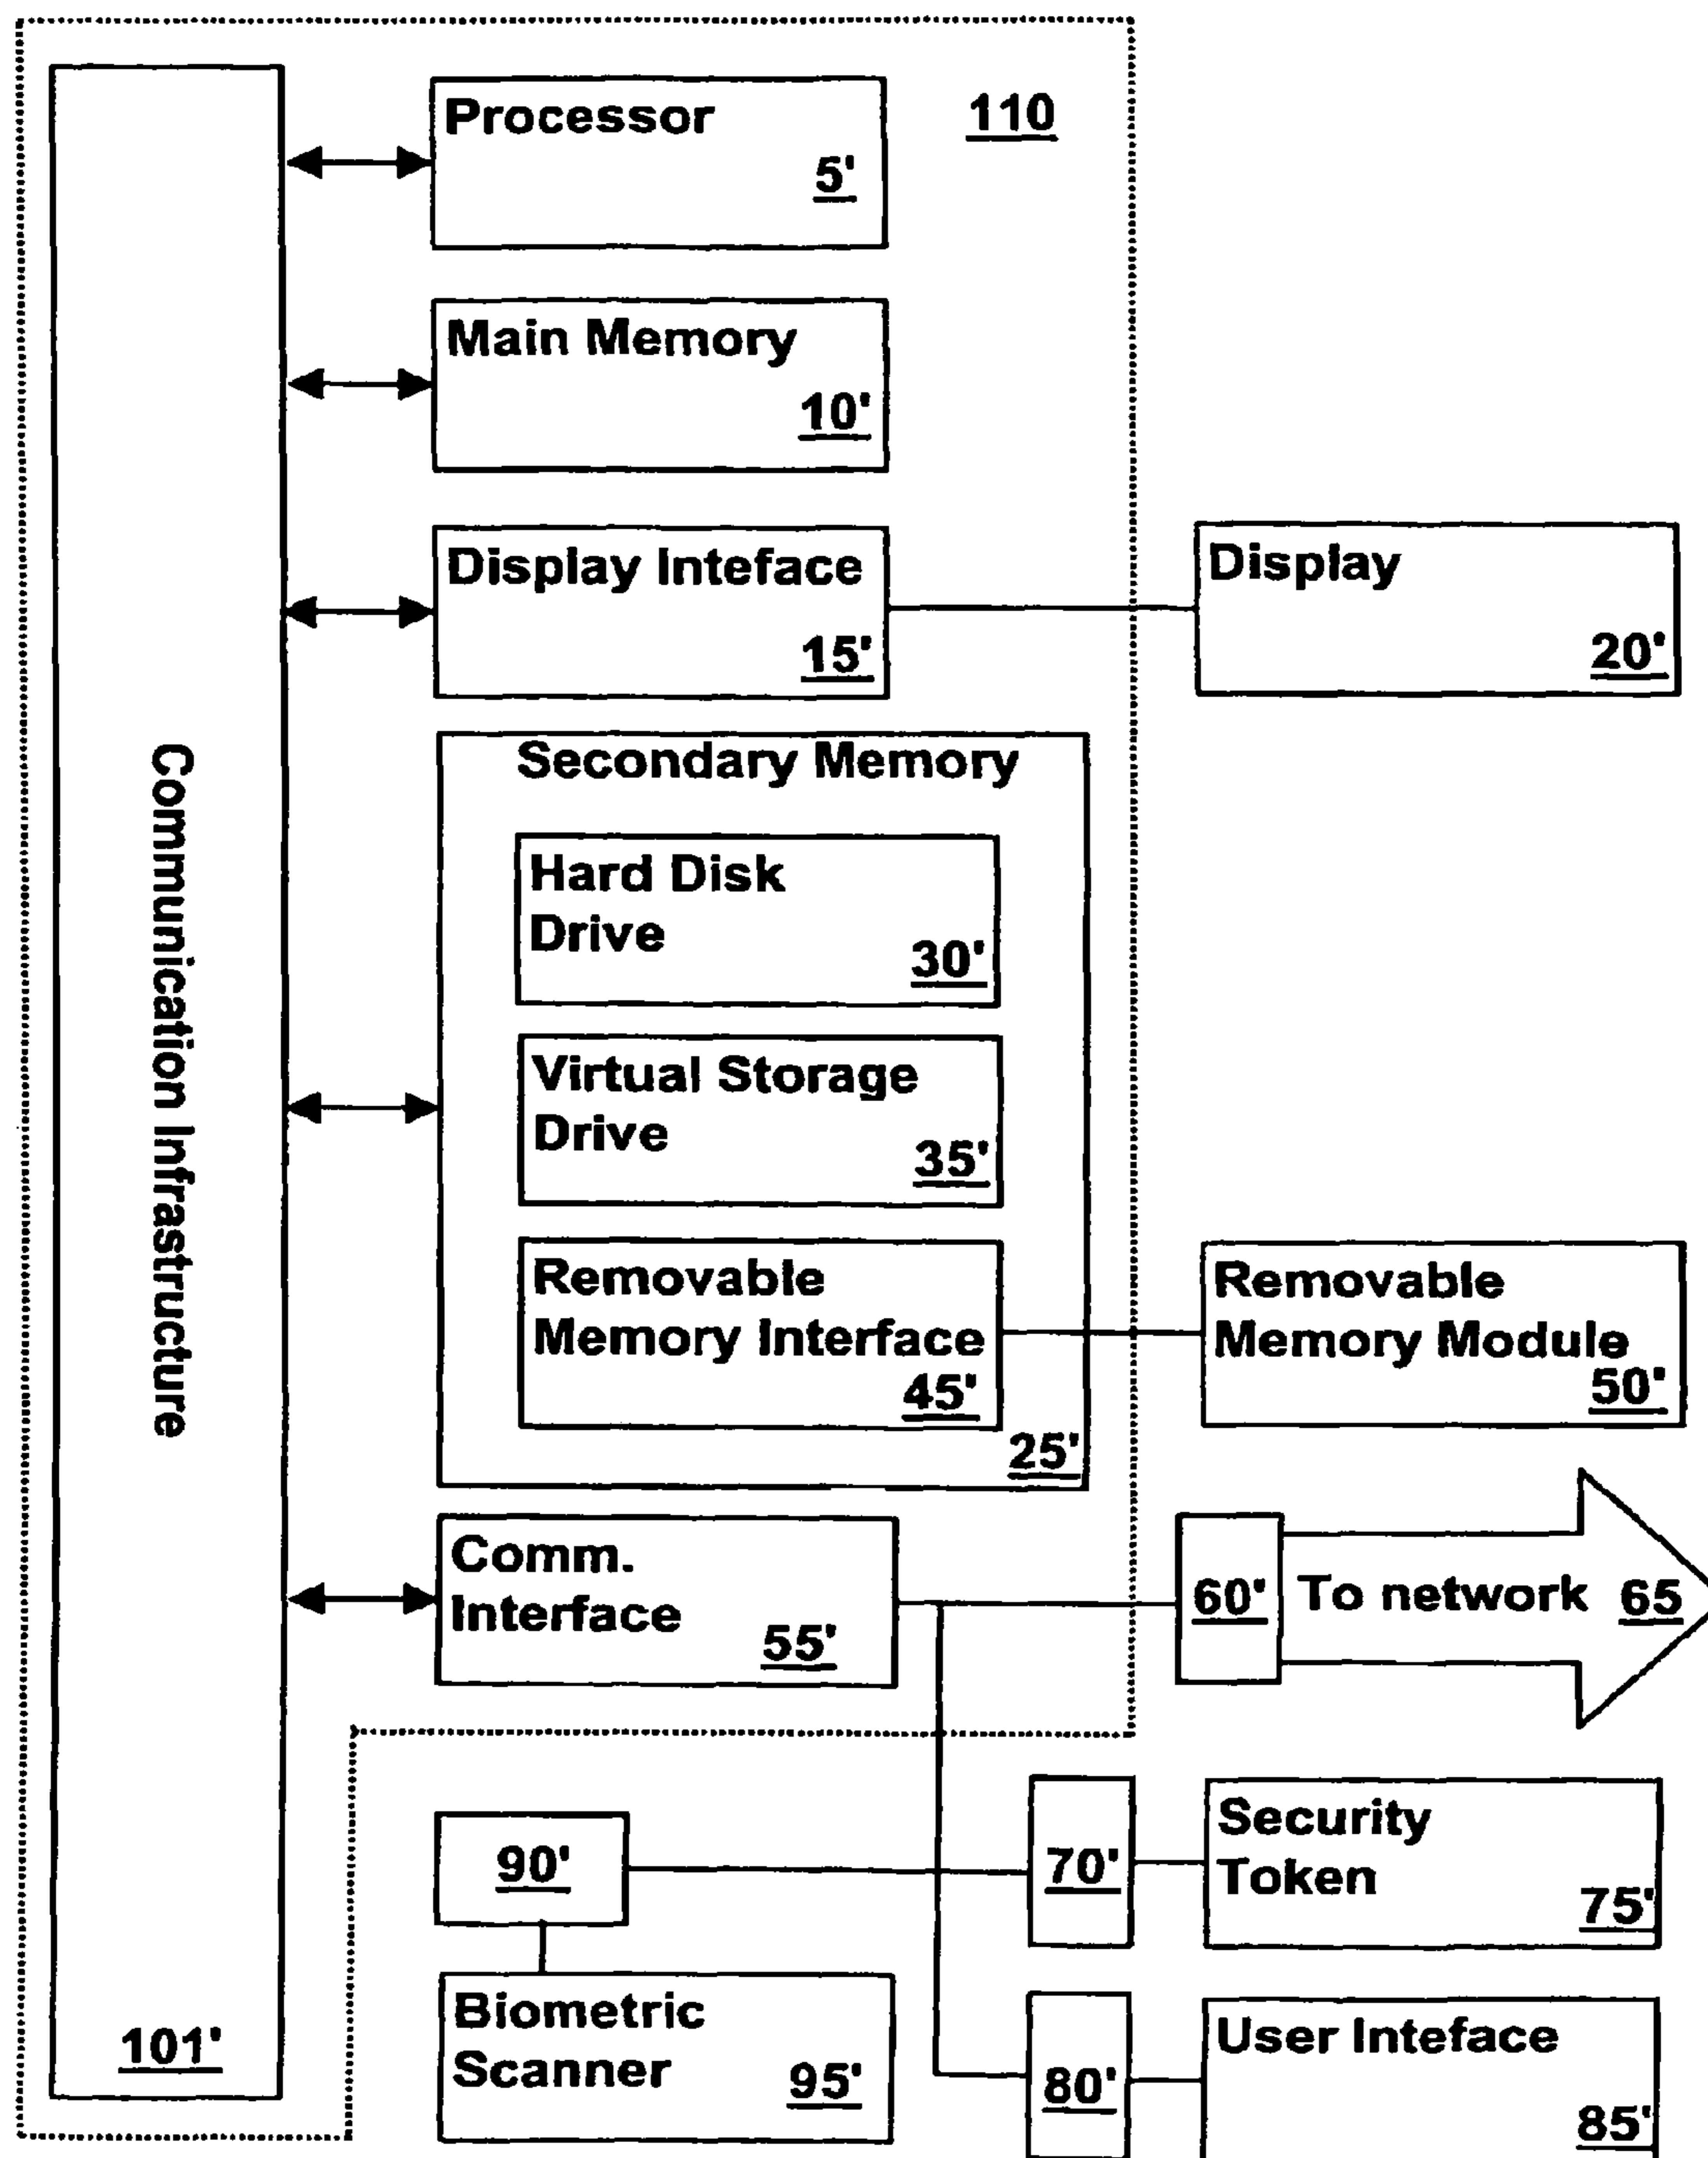 Processor
5'
110
Main Memory
10'
Display Inteface
15'
Display
20'
Communication Infrastructure
101'
Secondary Memory
Hard Disk
Drive
30'
Virtual Storage
Drive
35'
Removable
Memory Interface
45'
25'
Removable
Memory Module
50'
Comm.
Interface
55'
60'
To network 65
90'
70'
Security
Token
75'
Biometric
Scanner
95'
80'
User Inteface
85'